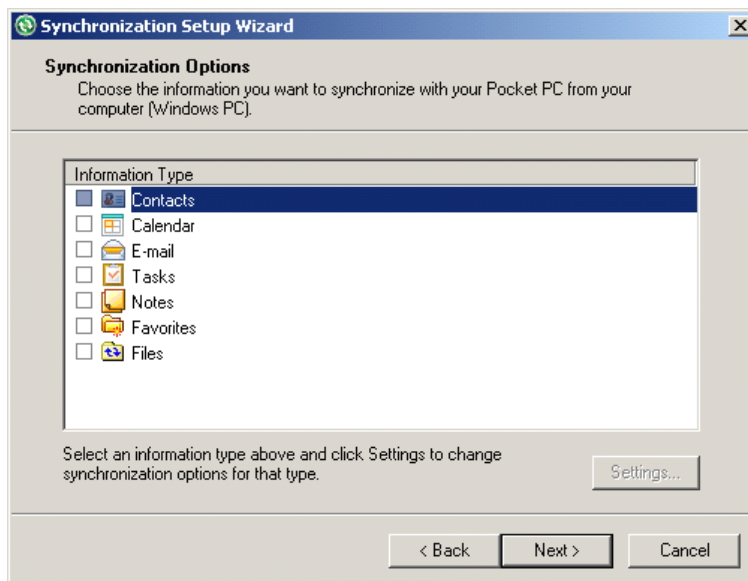 Synchronization Setup Wizard
Synchronization Options
Choose the information you want to synchronize with your Pocket PC from your
computer (Windows PC).
Information Type
Contacts
Calendar
E-mail
Tasks
Notes
Favorites
Files
Select an information type above and click Settings to change
synchronization options for that type.
Settings...
< Back
Next >
Cancel